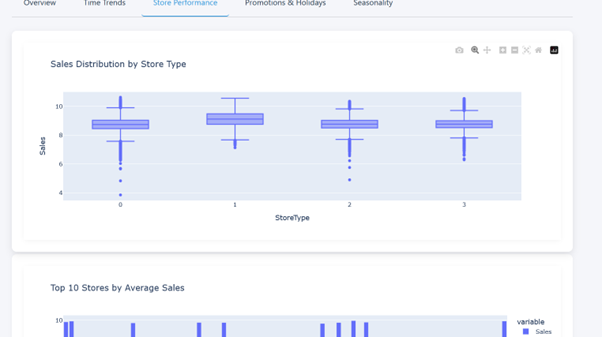 Overview Time Trends Store Performance Promotions & Holidays Seasonality
Sales Distribution by Store Type
10
8
6
4
Sales
0 1 2 3
StoreType
Top 10 Stores by Average Sales
10
variable
Sales